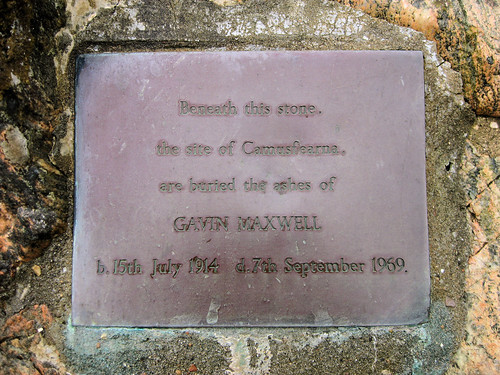 Beneath this stone.
the site of Camusfearna.
are buried the ashes of
GAVIN MAXWELL
b. 15th July 1914 d. 7th September 1969.